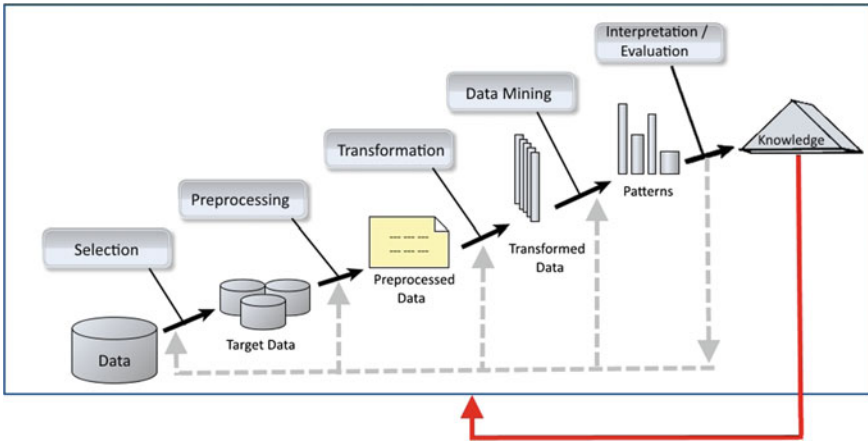 Interpretation /
Evaluation
Data Mining
Transformation
Preprocessing
Selection
Knowledge
Patterns
Transformed
Data
Preprocessed
Data
Target Data
Data